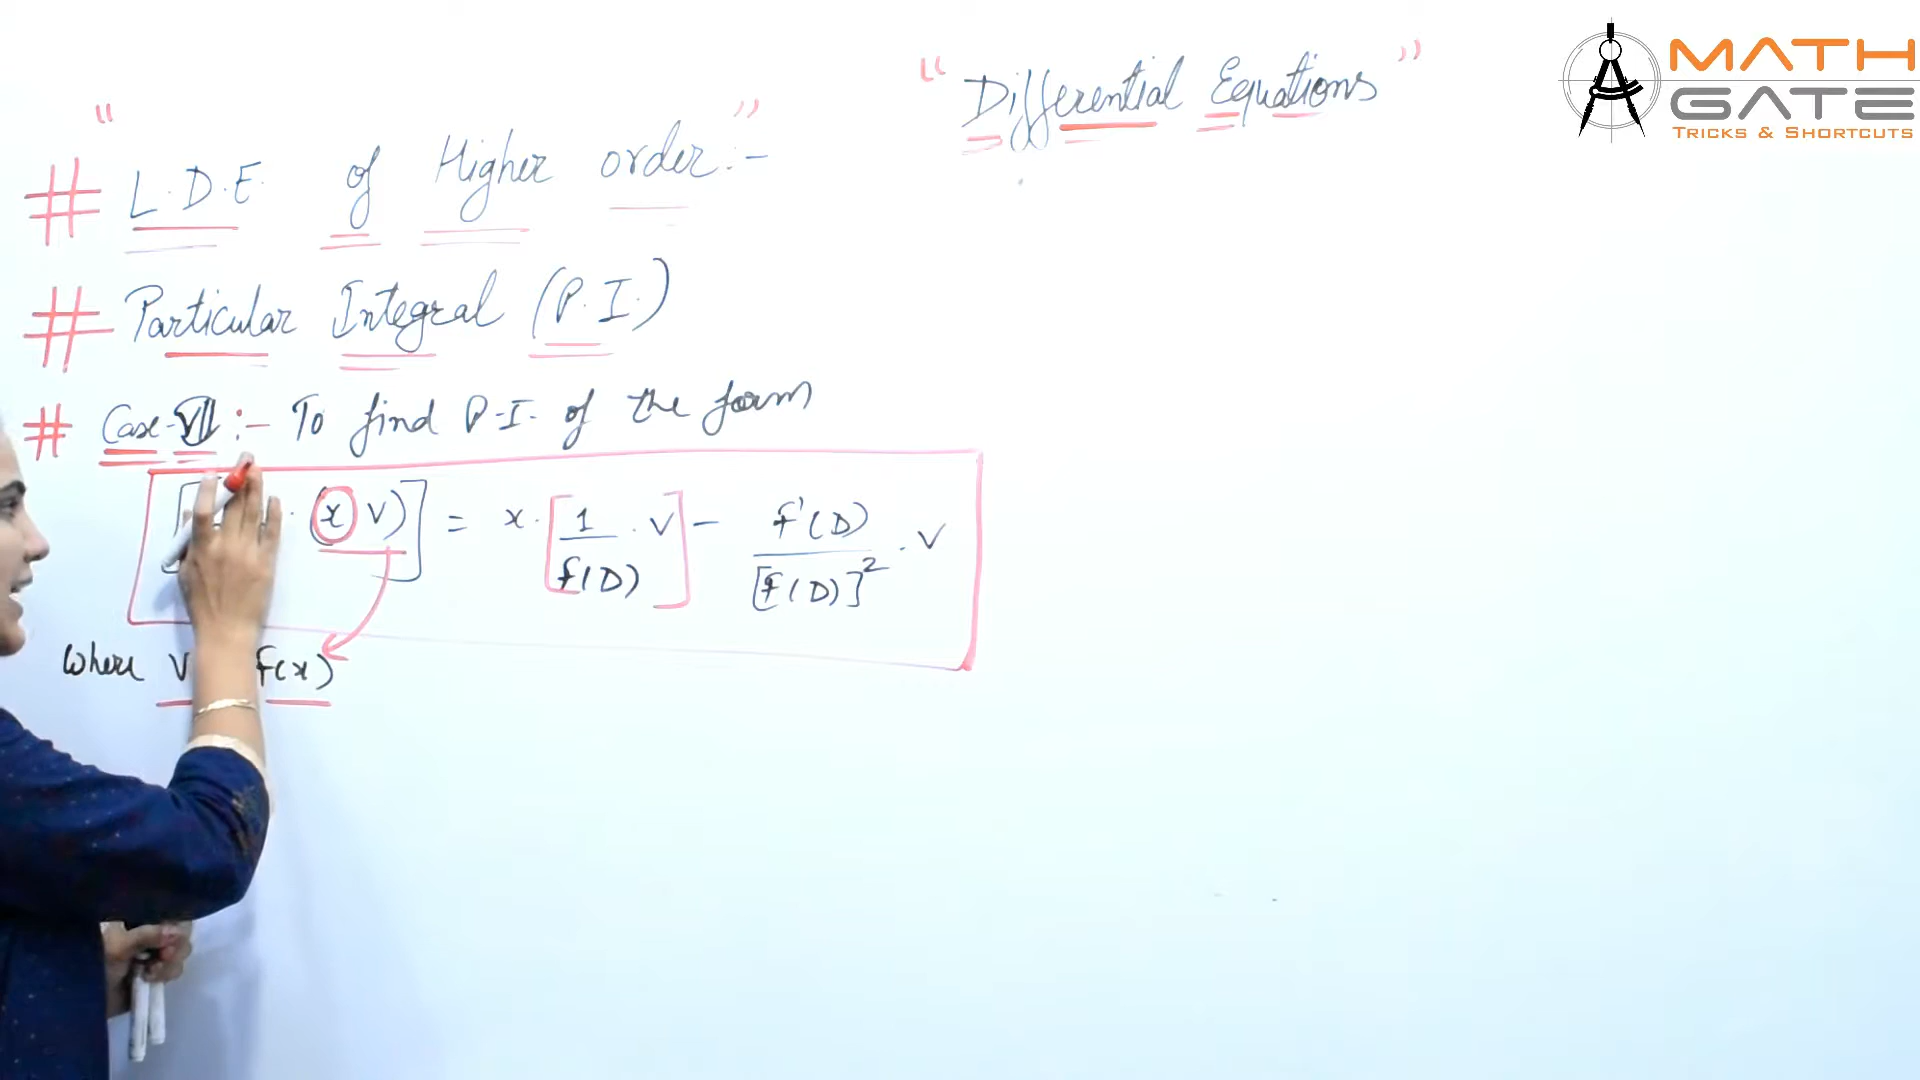 " Differential Equations "
MATH
GATE
TRICKS & SHORTCUTS
" # L.D.E. of Higher order :- "
# Particular Integral (P.I.)
# Case-VII :- To find P.I. of the form
[ . (x V) ] = x . [ 1/f(D) . V ] - f'(D)/[f(D)]² . V
Where V f(x)